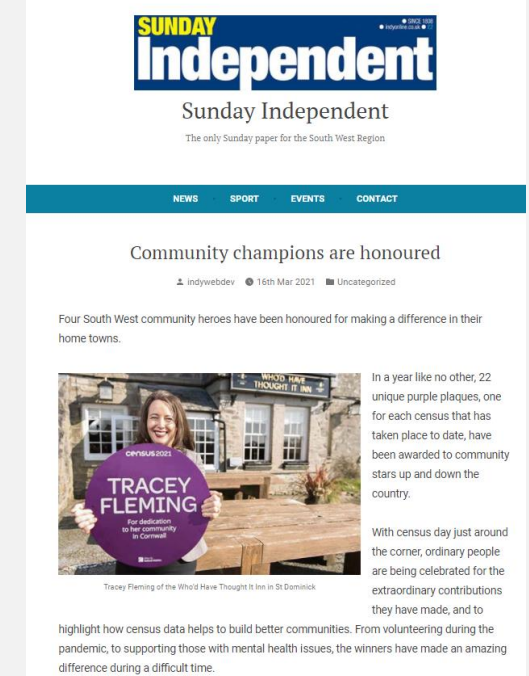 SUNDAY
Independent
SINCE 1808
indyonline.co.uk
Sunday Independent
The only Sunday paper for the South West Region
NEWS SPORT EVENTS CONTACT
Community champions are honoured
indywebdev 16th Mar 2021 Uncategorized
Four South West community heroes have been honoured for making a difference in their
home towns.
WHO'D HAVE
THOUGHT IT INN
census2021
TRACEY
FLEMING
For dedication
to her community
in Cornwall
Tracey Fleming of the Who'd Have Thought It Inn in St Dominick
In a year like no other, 22
unique purple plaques, one
for each census that has
taken place to date, have
been awarded to community
stars up and down the
country.
With census day just around
the corner, ordinary people
are being celebrated for the
extraordinary contributions
they have made, and to
highlight how census data helps to build better communities. From volunteering during the
pandemic, to supporting those with mental health issues, the winners have made an amazing
difference during a difficult time.